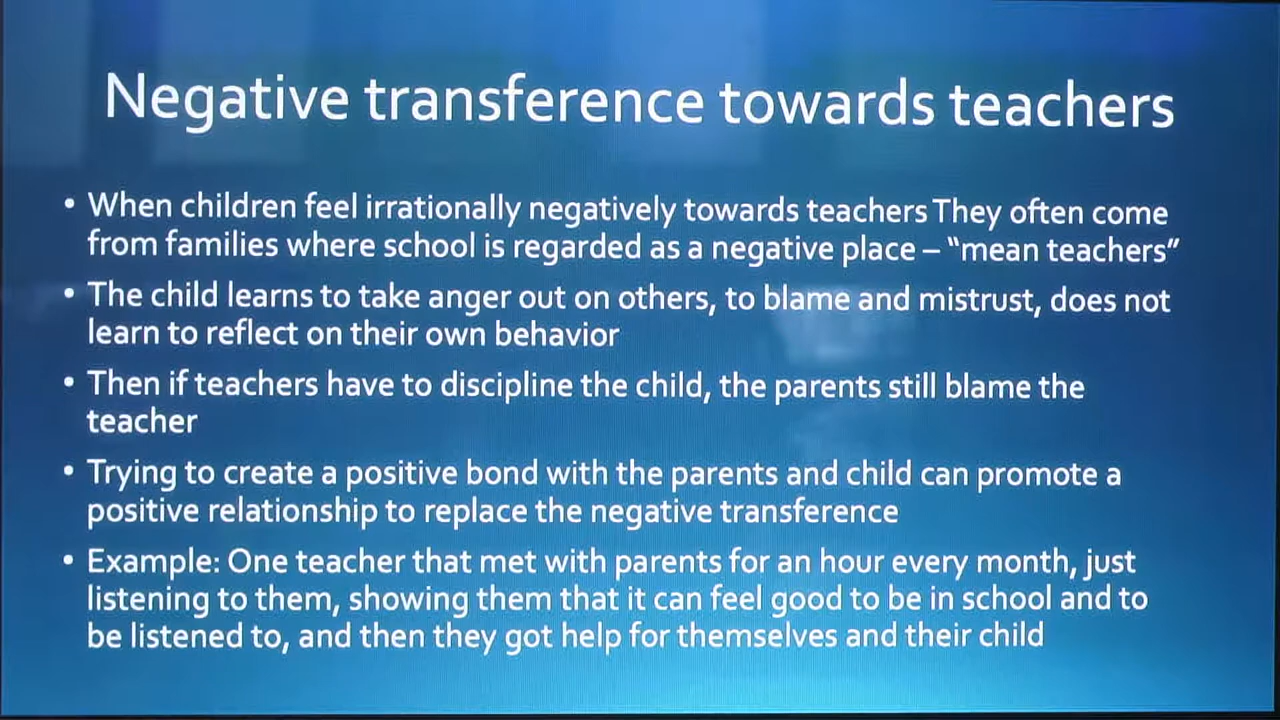 Negative transference towards teachers
• When children feel irrationally negatively towards teachers They often come
from families where school is regarded as a negative place – “mean teachers”
• The child learns to take anger out on others, to blame and mistrust, does not
learn to reflect on their own behavior
• Then if teachers have to discipline the child, the parents still blame the
teacher
• Trying to create a positive bond with the parents and child can promote a
positive relationship to replace the negative transference
• Example: One teacher that met with parents for an hour every month, just
listening to them, showing them that it can feel good to be in school and to
be listened to, and then they got help for themselves and their child